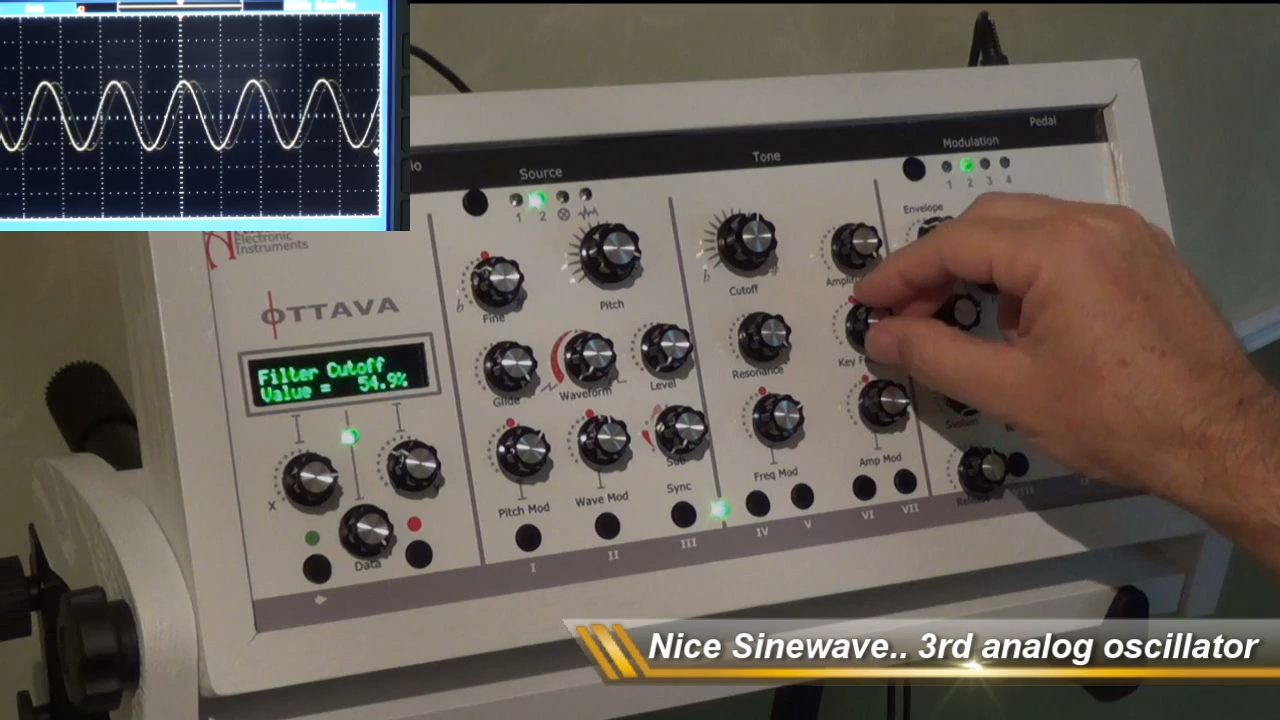 Source
Tone
Modulation
Pedal
1 2
1 2 3 4
Electronic
Instruments
OTTAVA
Filter Cutoff
Value = 54.9%
X
Data
Fine
b
Pitch
Glide
Waveform
Level
Sub
Pitch Mod
Wave Mod
Sync
b
Cutoff
Resonance
Freq Mod
Amp Mod
Envelope
Sustain
I II III IV V VI VII VIII
Nice Sinewave.. 3rd analog oscillator